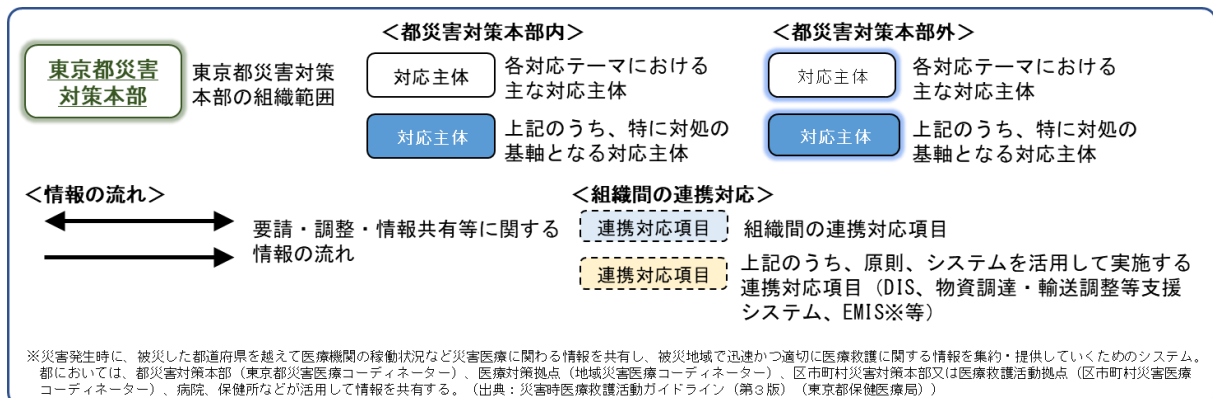 ＜都災害対策本部内＞
＜都災害対策本部外＞
東京都災害
対策本部
東京都災害対策
本部の組織範囲
対応主体
各対応テーマにおける
主な対応主体
対応主体
各対応テーマにおける
主な対応主体
対応主体
上記のうち、特に対処の
基軸となる対応主体
対応主体
上記のうち、特に対処の
基軸となる対応主体
＜情報の流れ＞
要請・調整・情報共有等に関する
情報の流れ
＜組織間の連携対応＞
連携対応項目
組織間の連携対応項目
連携対応項目
上記のうち、原則、システムを活用して実施する
連携対応項目（DIS、物資調達・輸送調整等支援
システム、EMIS※等）
※災害発生時に、被災した都道府県を越えて医療機関の稼働状況など災害医療に関わる情報を共有し、被災地域で迅速かつ適切に医療救護に関する情報を集約・提供していくためのシステム。
都においては、都災害対策本部（東京都災害医療コーディネーター）、医療対策拠点（地域災害医療コーディネーター）、区市町村災害対策本部又は医療救護活動拠点（区市町村災害医療
コーディネーター）、病院、保健所などが活用して情報を共有する。（出典：災害時医療救護活動ガイドライン（第３版）（東京都保健医療局））